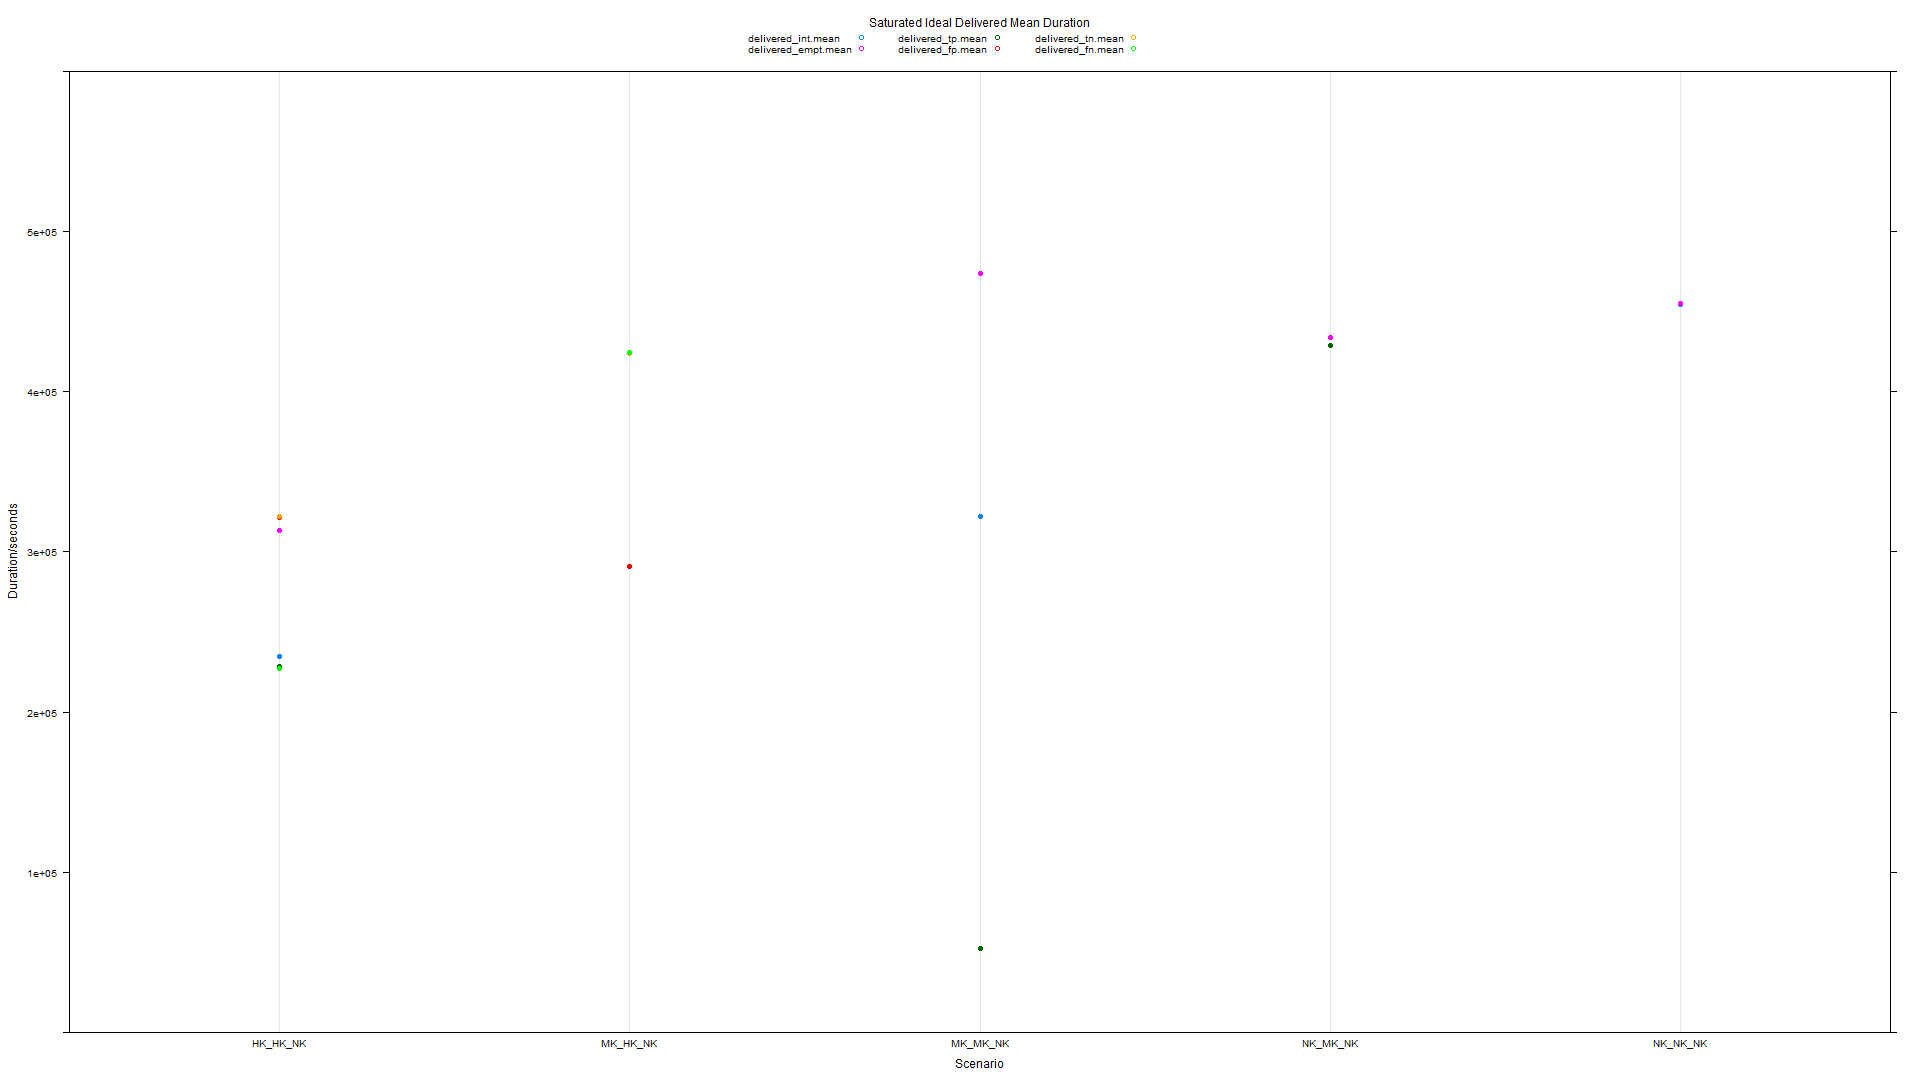 Saturated Ideal Delivered Mean Duration
delivered_int.mean delivered_tp.mean delivered_tn.mean
delivered_empt.mean delivered_fp.mean delivered_fn.mean
5e+05
4e+05
3e+05
2e+05
1e+05
Duration/seconds
HK_HK_NK MK_HK_NK MK_MK_NK NK_MK_NK NK_NK_NK
Scenario